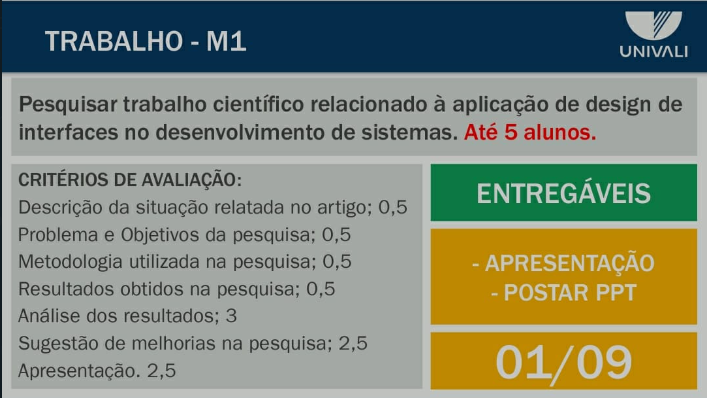 TRABALHO - M1
UNIVALI
Pesquisar trabalho científico relacionado à aplicação de design de
interfaces no desenvolvimento de sistemas. Até 5 alunos.
CRITÉRIOS DE AVALIAÇÃO:
Descrição da situação relatada no artigo; 0,5
Problema e Objetivos da pesquisa; 0,5
Metodologia utilizada na pesquisa; 0,5
Resultados obtidos na pesquisa; 0,5
Análise dos resultados; 3
Sugestão de melhorias na pesquisa; 2,5
Apresentação. 2,5
ENTREGÁVEIS
- APRESENTAÇÃO
- POSTAR PPT
01/09